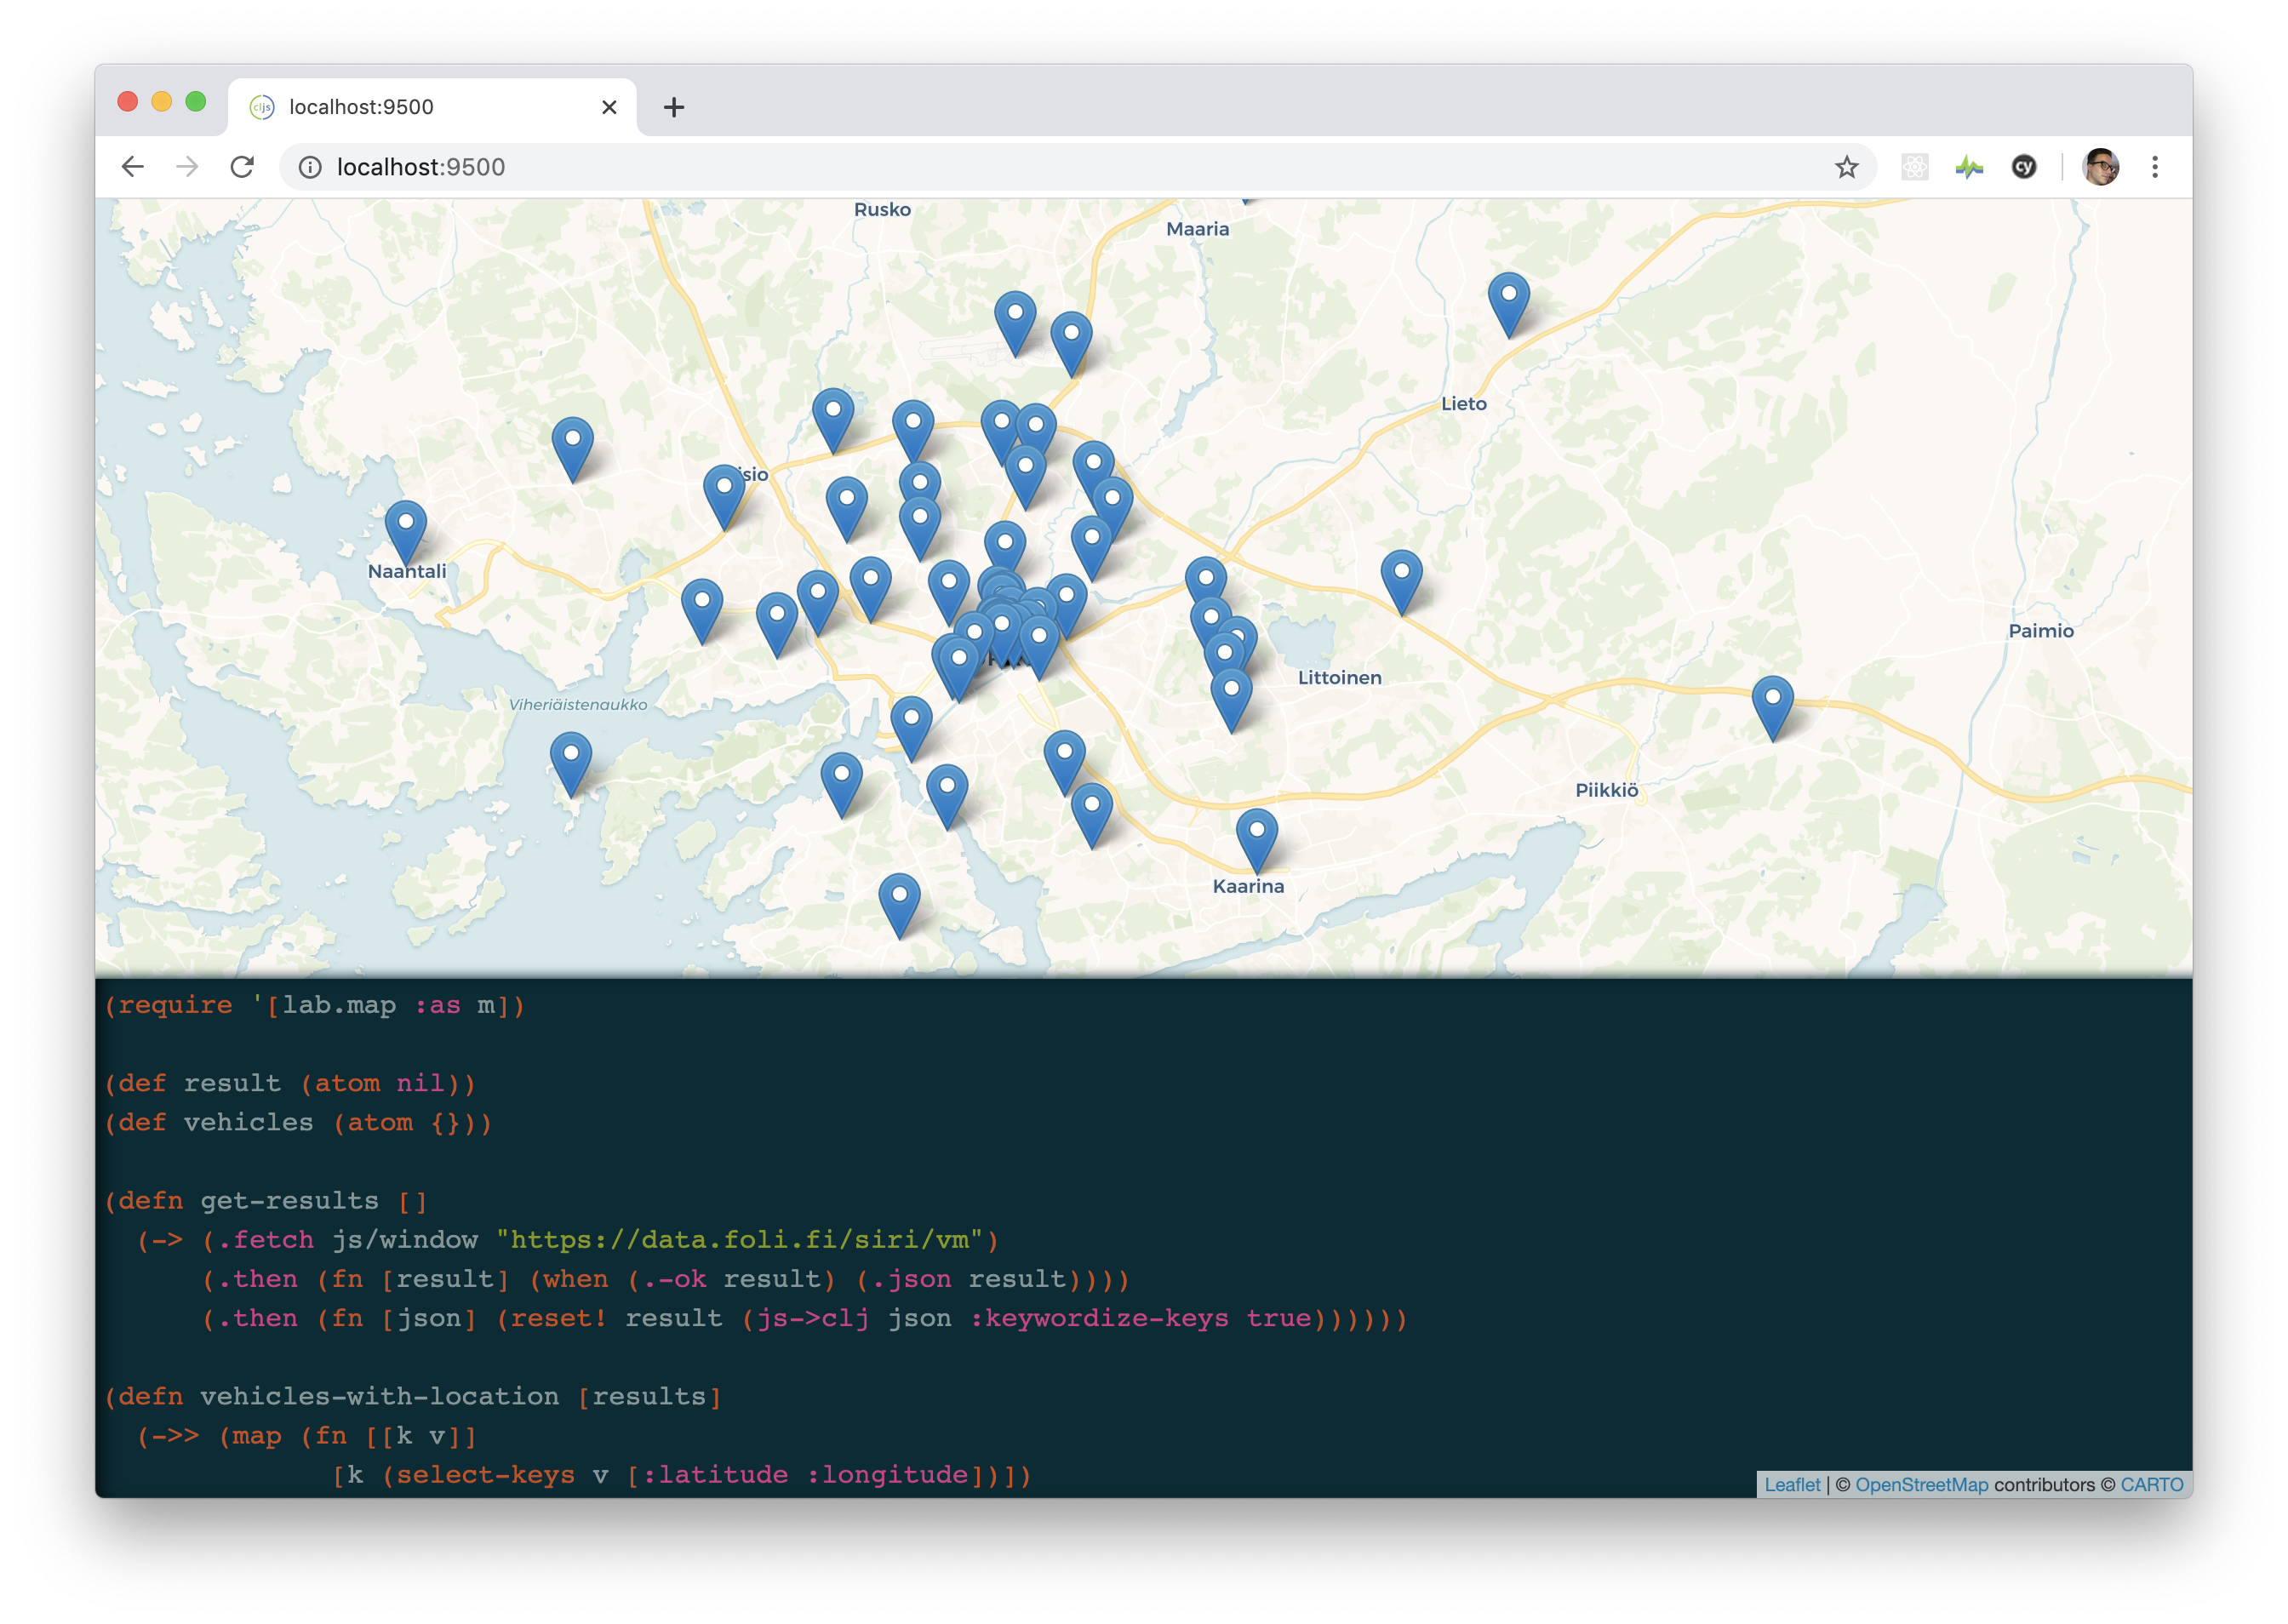 cljs
localhost:9500
localhost:9500
cy
Rusko
Maaria
Lieto
isio
Naantali
Paimio
Littoinen
Viheriäistenaukko
Piikkiö
Kaarina
(require '[lab.map :as m])
(def result (atom nil))
(def vehicles (atom {}))
(defn get-results []
  (-> (.fetch js/window "https://data.foli.fi/siri/vm")
      (.then (fn [result] (when (.-ok result) (.json result))))
      (.then (fn [json] (reset! result (js->clj json :keywordize-keys true))))))
(defn vehicles-with-location [results]
  (->> (map (fn [[k v]]
              [k (select-keys v [:latitude :longitude])])
Leaflet | © OpenStreetMap contributors © CARTO